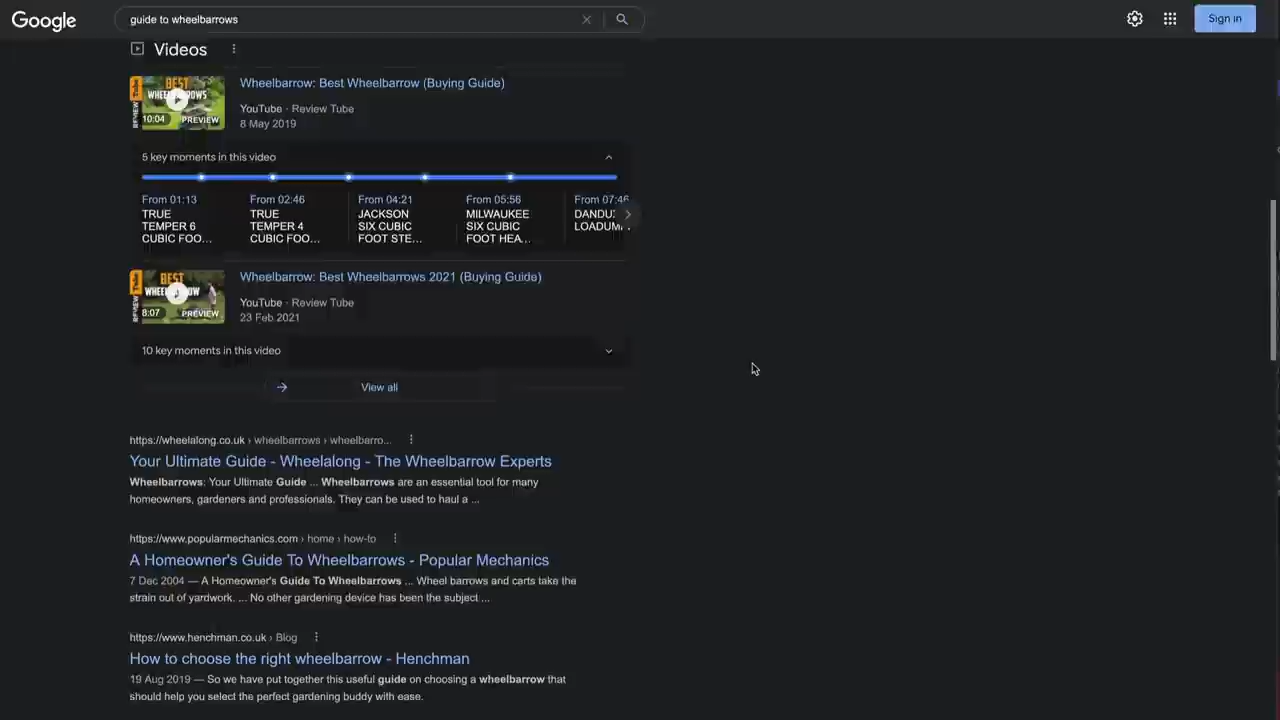 Google
guide to wheelbarrows
Sign in
Videos
Wheelbarrow: Best Wheelbarrow (Buying Guide)
BEST
REVIEW Tube
10:04
PREVIEW
YouTube · Review Tube
8 May 2019
5 key moments in this video
From 01:13
TRUE
TEMPER 6
CUBIC FOO...
From 02:46
TRUE
TEMPER 4
CUBIC FOO...
From 04:21
JACKSON
SIX CUBIC
FOOT STE...
From 05:56
MILWAUKEE
SIX CUBIC
FOOT HEA...
From 07:46
Wheelbarrow: Best Wheelbarrows 2021 (Buying Guide)
BEST
REVIEW Tube
8:07
PREVIEW
YouTube · Review Tube
23 Feb 2021
10 key moments in this video
View all
https://wheelalong.co.uk › wheelbarrows › wheelbarro...
Your Ultimate Guide - Wheelalong - The Wheelbarrow Experts
Wheelbarrows: Your Ultimate Guide ... Wheelbarrows are an essential tool for many
homeowners, gardeners and professionals. They can be used to haul a ...
https://www.popularmechanics.com › home › how-to
A Homeowner's Guide To Wheelbarrows - Popular Mechanics
7 Dec 2004 — A Homeowner's Guide To Wheelbarrows ... Wheel barrows and carts take the
strain out of yardwork. ... No other gardening device has been the subject ...
https://www.henchman.co.uk › Blog
How to choose the right wheelbarrow - Henchman
19 Aug 2019 — So we have put together this useful guide on choosing a wheelbarrow that
should help you select the perfect gardening buddy with ease.